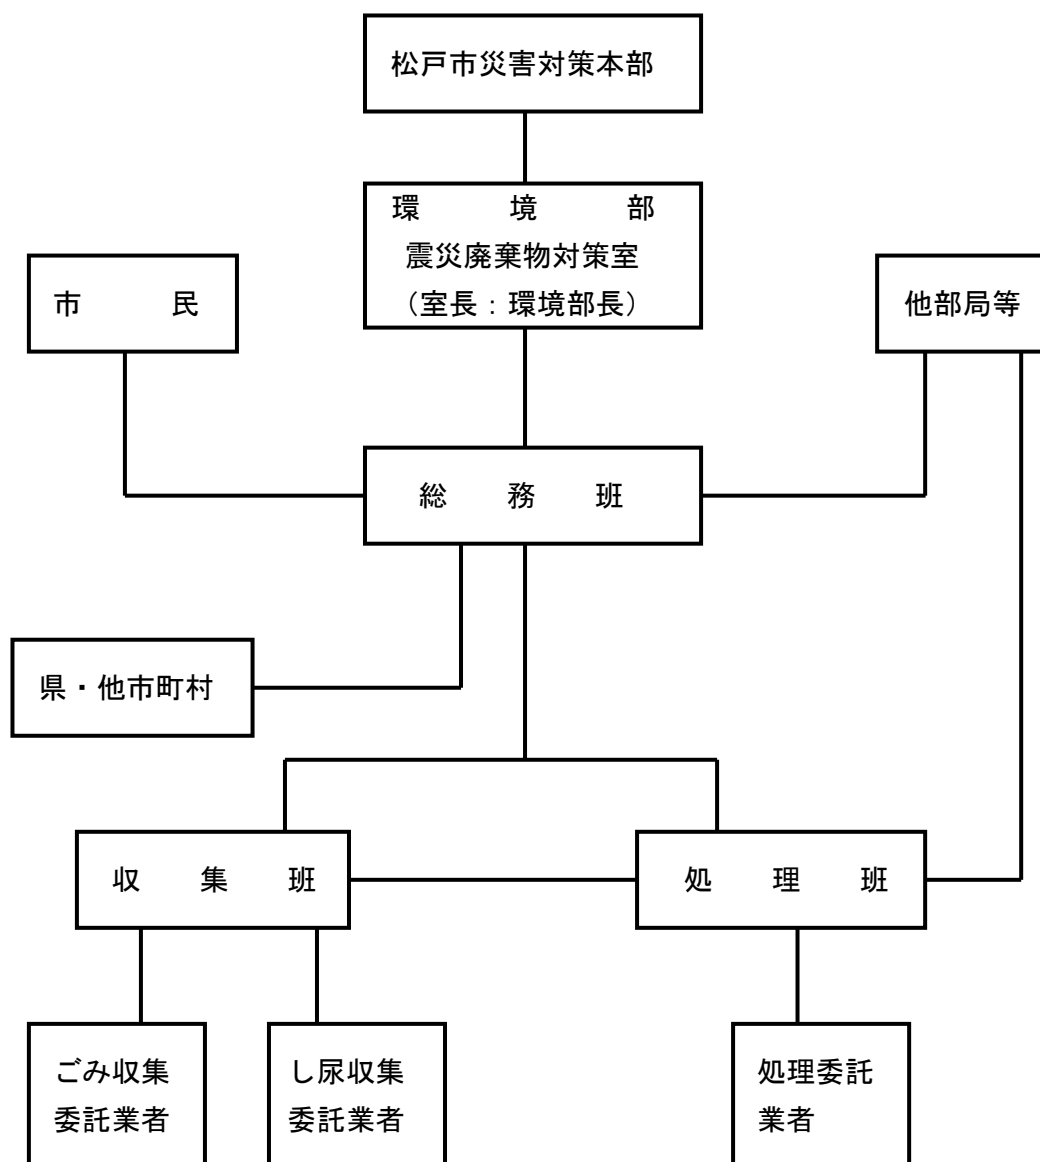 松戸市災害対策本部
環境部
震災廃棄物対策室
（室長：環境部長）
市民
他部局等
総務班
県・他市町村
収集班
処理班
ごみ収集
委託業者
し尿収集
委託業者
処理委託
業者